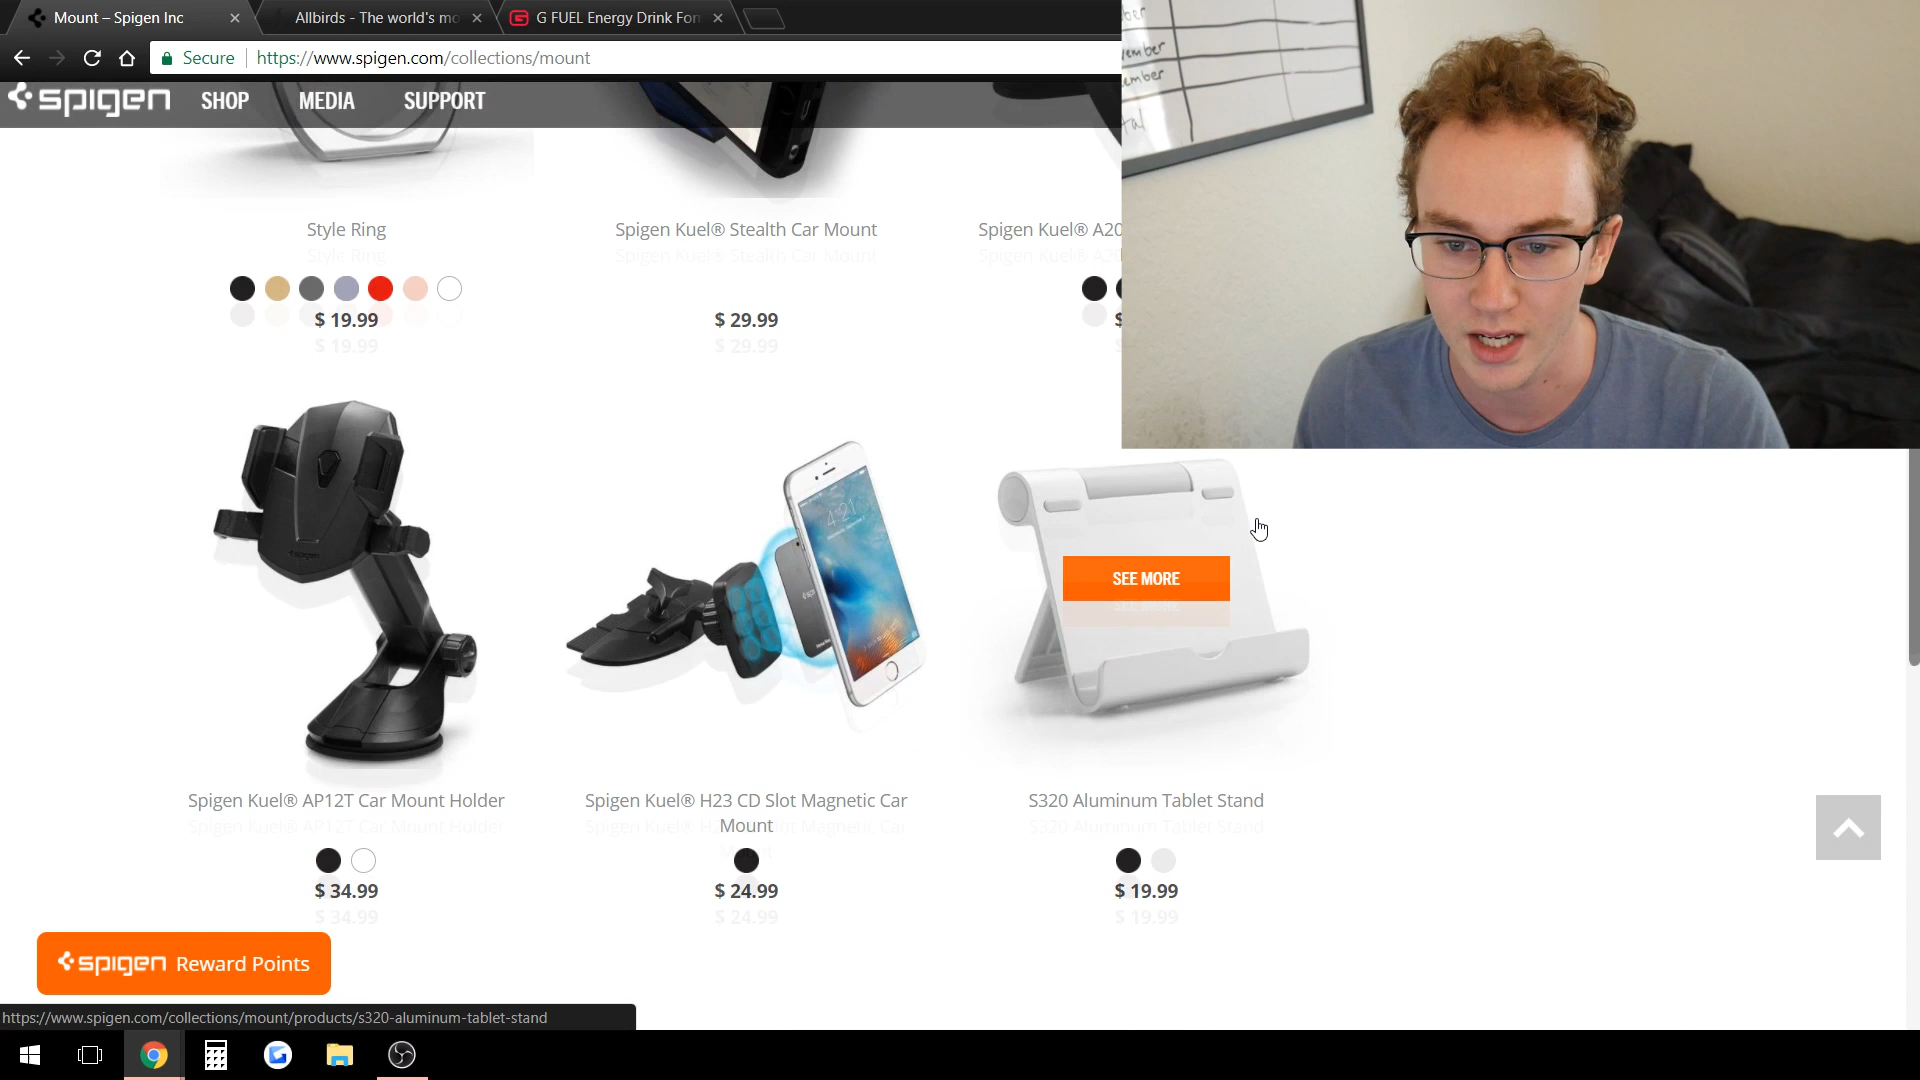 Mount – Spigen Inc
Allbirds - The world's mo
G FUEL Energy Drink For
Secure
https://www.spigen.com/collections/mount
spigen SHOP MEDIA SUPPORT
Style Ring
Spigen Kuel® Stealth Car Mount
Spigen Kuel® A20
$ 19.99
$ 29.99
$
4:21
SEE MORE
Spigen Kuel® AP12T Car Mount Holder
Spigen Kuel® H23 CD Slot Magnetic Car
Mount
S320 Aluminum Tablet Stand
$ 34.99
$ 24.99
$ 19.99
spigen Reward Points
https://www.spigen.com/collections/mount/products/s320-aluminum-tablet-stand